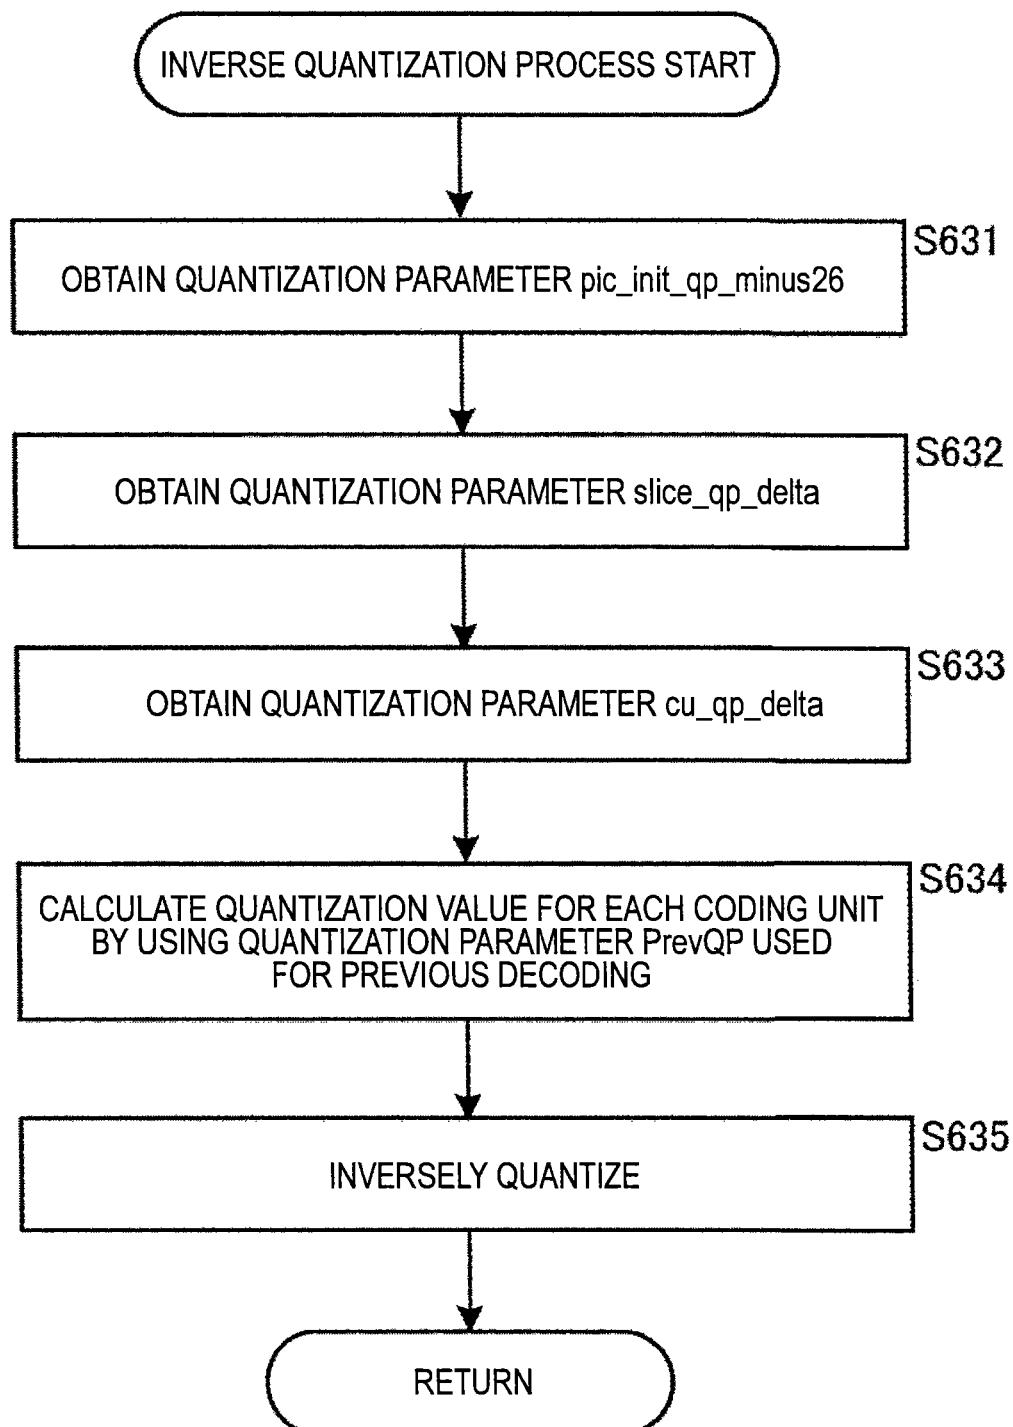 INVERSE QUANTIZATION PROCESS START
S631
OBTAIN QUANTIZATION PARAMETER pic_init_qp_minus26
S632
OBTAIN QUANTIZATION PARAMETER slice_qp_delta
S633
OBTAIN QUANTIZATION PARAMETER cu_qp_delta
S634
CALCULATE QUANTIZATION VALUE FOR EACH CODING UNIT
BY USING QUANTIZATION PARAMETER PrevQP USED
FOR PREVIOUS DECODING
S635
INVERSELY QUANTIZE
RETURN